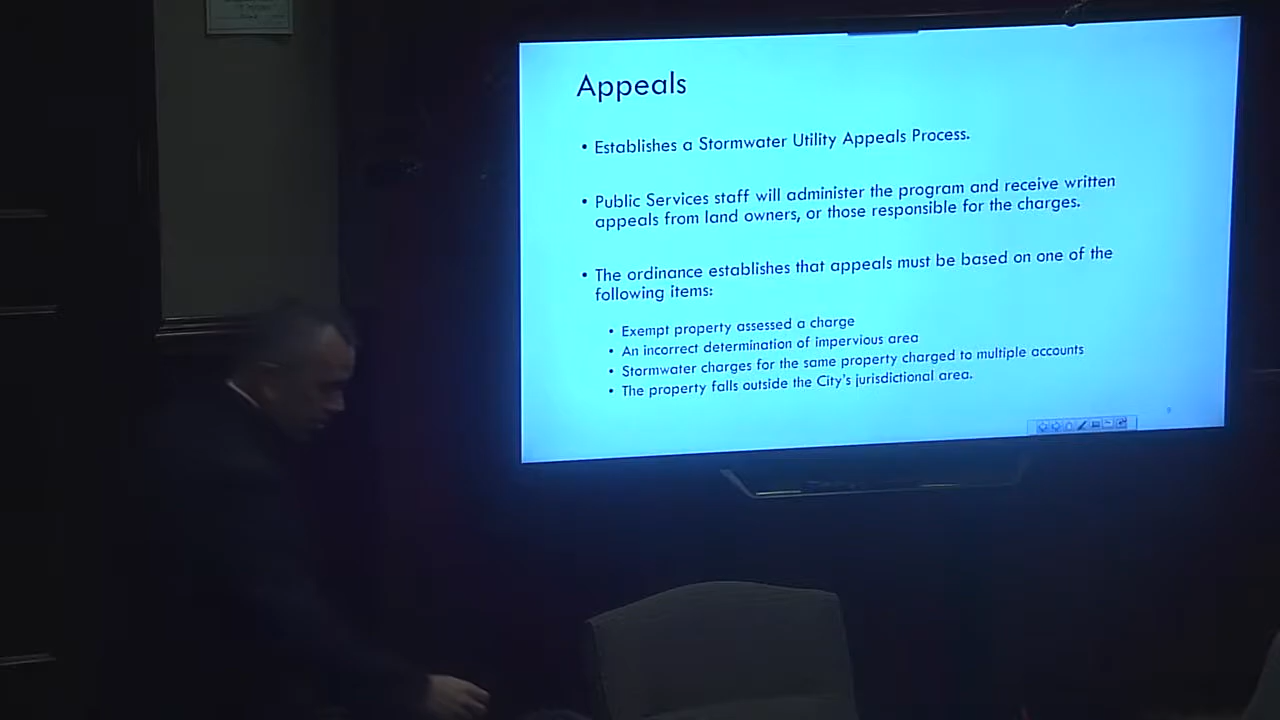 Appeals
• Establishes a Stormwater Utility Appeals Process.
• Public Services staff will administer the program and receive written
appeals from land owners, or those responsible for the charges.
• The ordinance establishes that appeals must be based on one of the
following items:
• Exempt property assessed a charge
• An incorrect determination of impervious area
• Stormwater charges for the same property charged to multiple accounts
• The property falls outside the City's jurisdictional area.